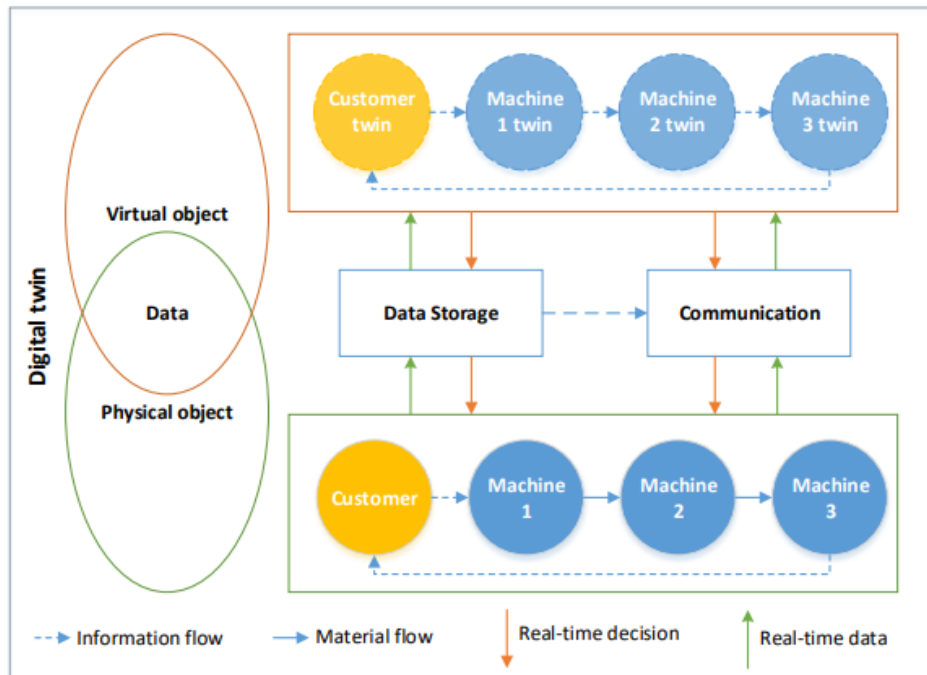 Digital twin
Virtual object
Data
Physical object
Customer
twin
Machine
1 twin
Machine
2 twin
Machine
3 twin
Data Storage
Communication
Customer
Machine
1
Machine
2
Machine
3
Information flow
Material flow
Real-time decision
Real-time data